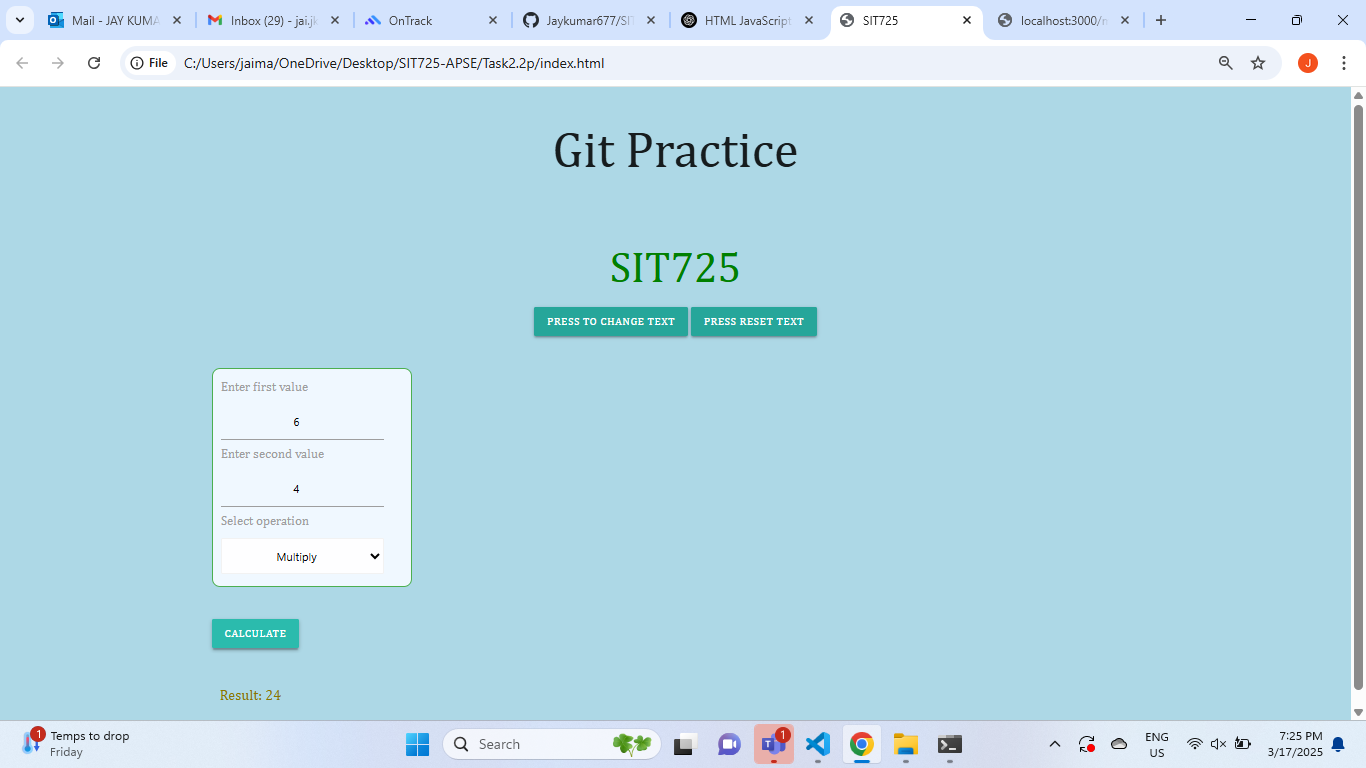 Mail - JAY KUMA
Inbox (29) - jai.jk
OnTrack
Jaykumar677/SIT
HTML JavaScript
SIT725
localhost:3000/
File
C:/Users/jaima/OneDrive/Desktop/SIT725-APSE/Task2.2p/index.html
J
Git Practice
SIT725
PRESS TO CHANGE TEXT
PRESS RESET TEXT
Enter first value
6
Enter second value
4
Select operation
Multiply
CALCULATE
Result: 24
1
Temps to drop
Friday
Search
1
ENG
US
7:25 PM
3/17/2025